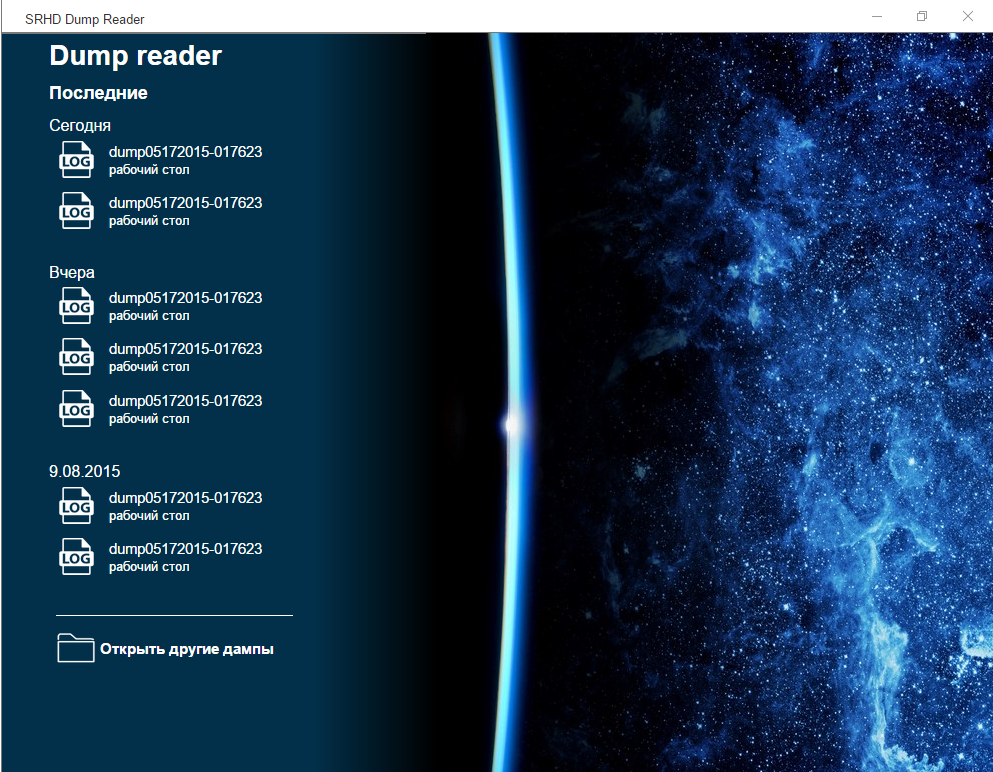 SRHD Dump Reader
Dump reader
Последние
Сегодня
LOG
dump05172015-017623
рабочий стол
LOG
dump05172015-017623
рабочий стол
Вчера
LOG
dump05172015-017623
рабочий стол
LOG
dump05172015-017623
рабочий стол
LOG
dump05172015-017623
рабочий стол
9.08.2015
LOG
dump05172015-017623
рабочий стол
LOG
dump05172015-017623
рабочий стол
Открыть другие дампы